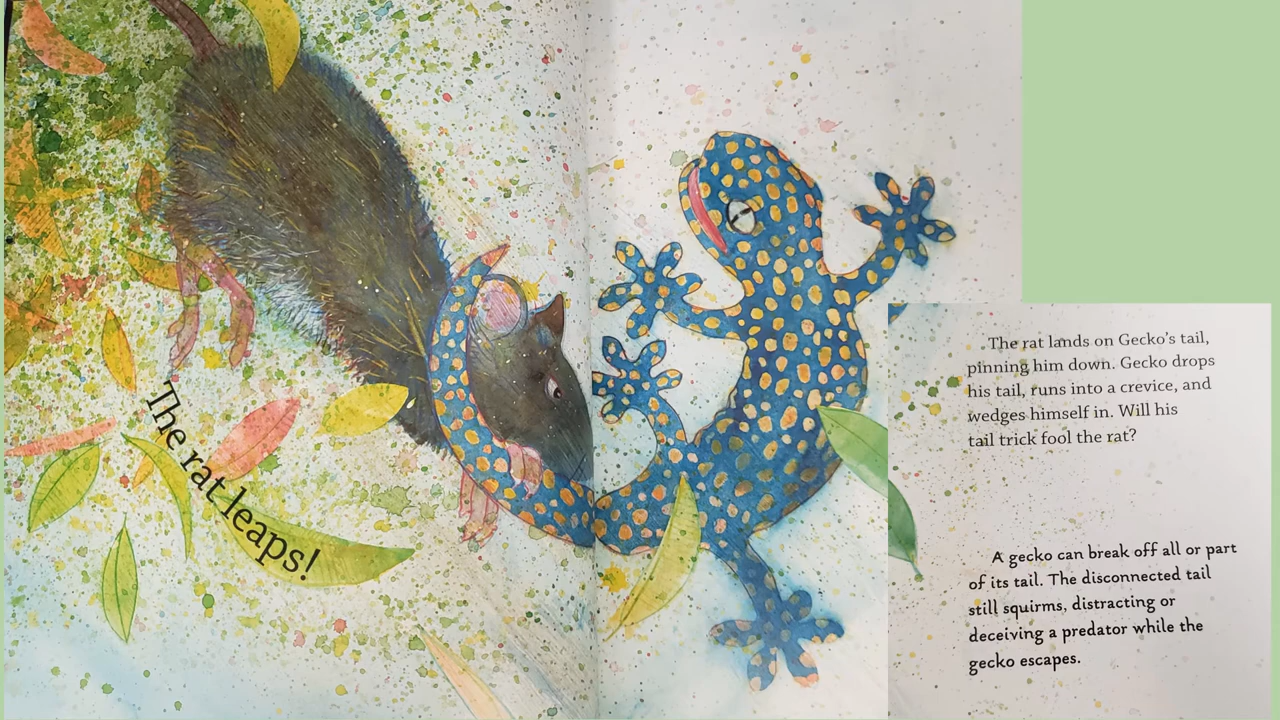 The rat leaps!
The rat lands on Gecko's tail,
pinning him down. Gecko drops
his tail, runs into a crevice, and
wedges himself in. Will his
tail trick fool the rat?
A gecko can break off all or part
of its tail. The disconnected tail
still squirms, distracting or
deceiving a predator while the
gecko escapes.